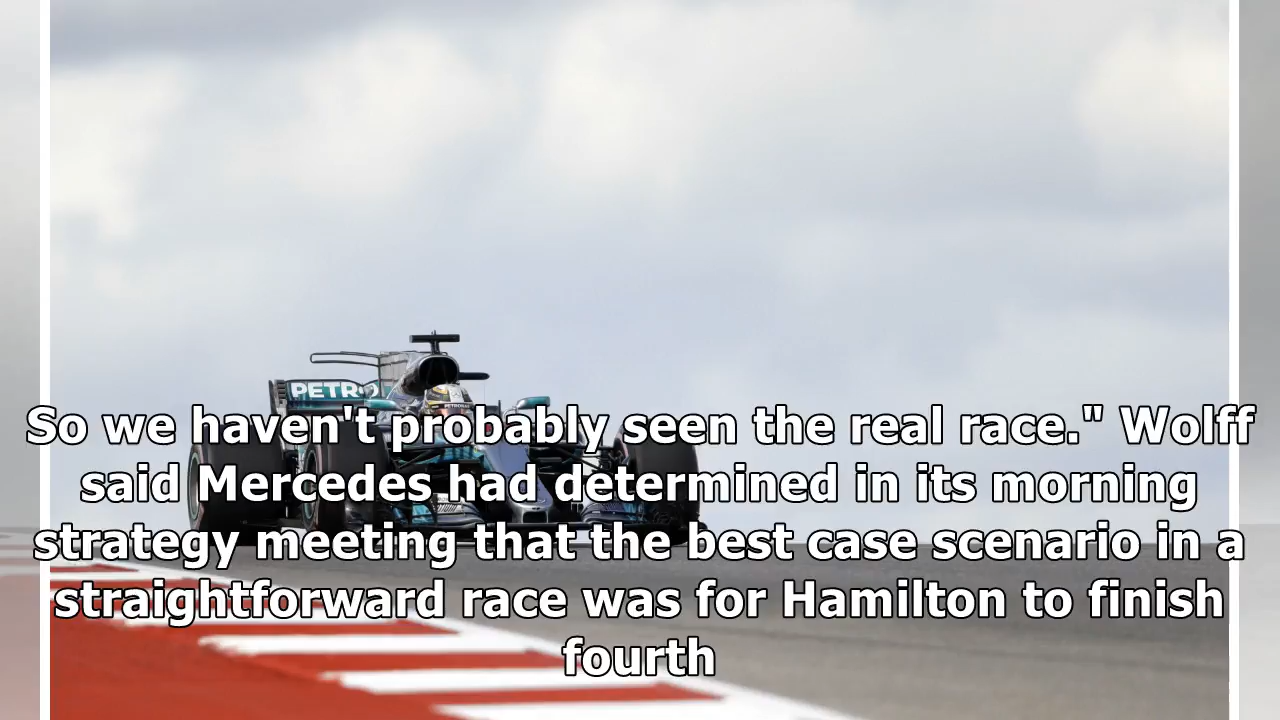 PETRO
So we haven't probably seen the real race." Wolff
said Mercedes had determined in its morning
strategy meeting that the best case scenario in a
straightforward race was for Hamilton to finish
fourth